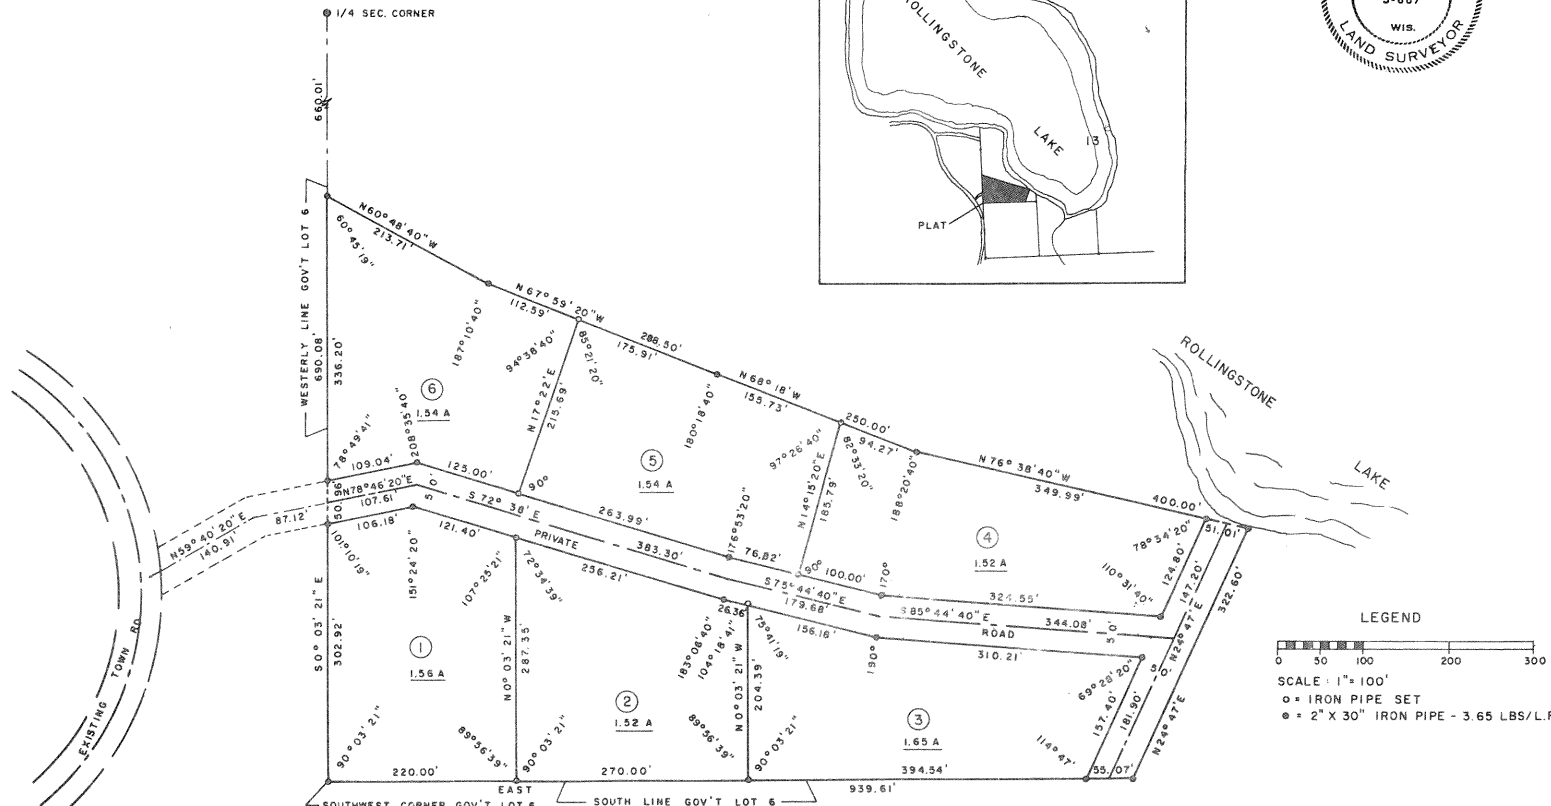 1/4 SEC. CORNER
660.01'
ROLLINGSTONE
LAKE
13
PLAT
WIS.
LAND SURVEYOR
WESTERLY LINE GOV'T LOT 6
690.08'
336.20'
N60°48'40"W
213.71'
60°45'19"
N67°59'20"W
112.59'
187°10'40"
94°38'40"
85°21'20"
288.50'
175.91'
N68°18'W
155.73'
180°18'40"
250.00'
94.27'
97°26'40"
82°33'20"
188°20'40"
N76°38'40"W
349.99'
400.00'
51.01'
ROLLINGSTONE
LAKE
6
1.54 A
N17°22'E
215.69'
5
1.54 A
N14°15'20"E
185.79'
4
1.52 A
78°34'20"
110°31'40"
124.80'
147.20'
N24°47'E
322.60'
78°49'41"
208°35'40"
109.04'
N78°46'20"E
107.61'
106.18'
50.96'
87.12'
N59°40'20"E
140.91'
125.00'
90°
50'
S72°38'E
263.99'
383.30'
121.40'
PRIVATE
256.21'
176°53'20"
76.82'
90°
100.00'
170°
S75°44'40"E
179.68'
26.36'
156.18'
324.55'
S85°44'40"E
344.08'
50'
ROAD
310.21'
190°
101°10'19"
151°24'20"
107°25'21"
72°34'39"
S0°03'21"E
302.92'
1
1.56 A
N0°03'21"W
287.35'
2
1.52 A
183°06'40"
104°18'41"
75°41'19"
N0°03'21"W
204.39'
3
1.65 A
69°28'20"
50'
157.40'
181.90'
N24°47'E
114°47'
90°03'21"
89°56'39"
90°03'21"
89°56'39"
90°03'21"
220.00'
270.00'
394.54'
55.07'
EAST
939.61'
SOUTHWEST CORNER GOV'T LOT 6
SOUTH LINE GOV'T LOT 6
EXISTING TOWN RD.
LEGEND
0 50 100 200 300
SCALE : 1"= 100'
○ = IRON PIPE SET
● = 2" X 30" IRON PIPE - 3.65 LBS/L.F